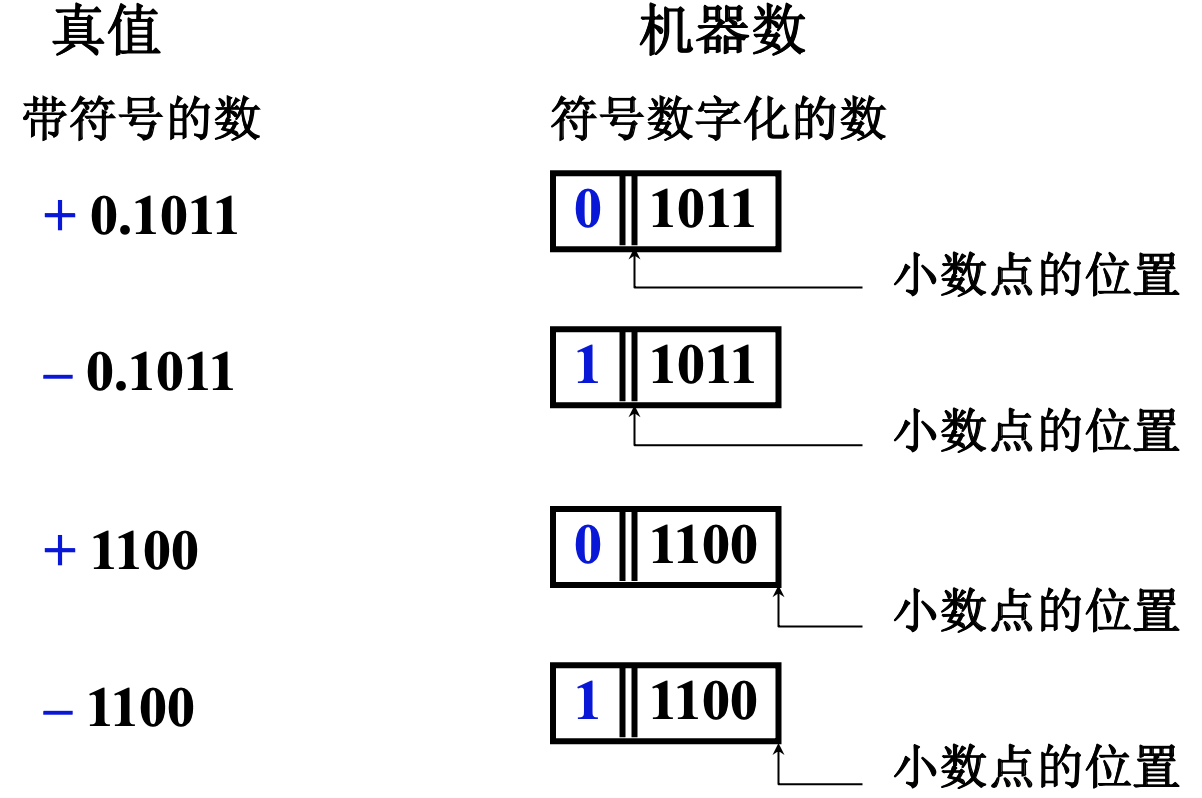 真值 机器数
带符号的数 符号数字化的数
+ 0.1011 0 1011
小数点的位置
– 0.1011 1 1011
小数点的位置
+ 1100 0 1100
小数点的位置
– 1100 1 1100
小数点的位置